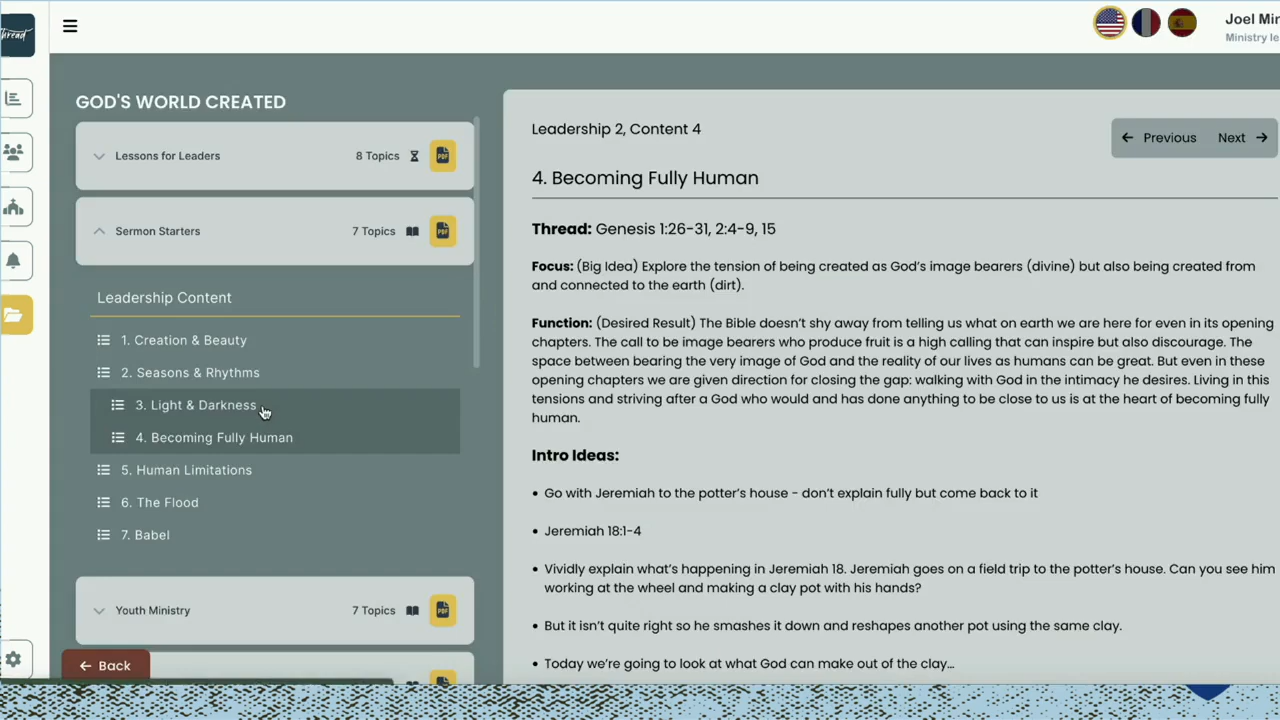 Thread
Joel Min
Ministry le
GOD'S WORLD CREATED
Lessons for Leaders 8 Topics PDF
Sermon Starters 7 Topics PDF
Leadership Content
1. Creation & Beauty
2. Seasons & Rhythms
3. Light & Darkness
4. Becoming Fully Human
5. Human Limitations
6. The Flood
7. Babel
Youth Ministry 7 Topics PDF
← Back
Leadership 2, Content 4
← Previous Next →
4. Becoming Fully Human
Thread: Genesis 1:26-31, 2:4-9, 15
Focus: (Big Idea) Explore the tension of being created as God's image bearers (divine) but also being created from
and connected to the earth (dirt).
Function: (Desired Result) The Bible doesn't shy away from telling us what on earth we are here for even in its opening
chapters. The call to be image bearers who produce fruit is a high calling that can inspire but also discourage. The
space between bearing the very image of God and the reality of our lives as humans can be great. But even in these
opening chapters we are given direction for closing the gap: walking with God in the intimacy he desires. Living in this
tensions and striving after a God who would and has done anything to be close to us is at the heart of becoming fully
human.
Intro Ideas:
• Go with Jeremiah to the potter's house - don't explain fully but come back to it
• Jeremiah 18:1-4
• Vividly explain what's happening in Jeremiah 18. Jeremiah goes on a field trip to the potter's house. Can you see him
working at the wheel and making a clay pot with his hands?
• But it isn't quite right so he smashes it down and reshapes another pot using the same clay.
• Today we're going to look at what God can make out of the clay...